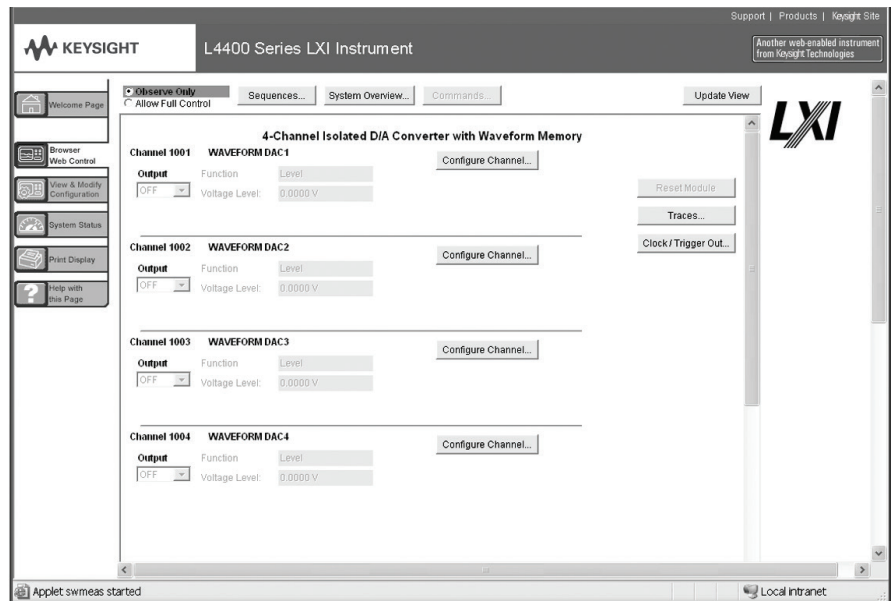 Support | Products | Keysight Site
KEYSIGHT
L4400 Series LXI Instrument
Another web-enabled instrument
from Keysight Technologies
Welcome Page
Browser
Web Control
View & Modify
Configuration
System Status
Print Display
Help with
this Page
Observe Only
Allow Full Control
Sequences...
System Overview...
Commands...
Update View
LXI
4-Channel Isolated D/A Converter with Waveform Memory
Channel 1001 WAVEFORM DAC1
Configure Channel...
Output Function Level
OFF Voltage Level: 0.0000 V
Reset Module
Traces...
Clock / Trigger Out...
Channel 1002 WAVEFORM DAC2
Configure Channel...
Output Function Level
OFF Voltage Level: 0.0000 V
Channel 1003 WAVEFORM DAC3
Configure Channel...
Output Function Level
OFF Voltage Level: 0.0000 V
Channel 1004 WAVEFORM DAC4
Configure Channel...
Output Function Level
OFF Voltage Level: 0.0000 V
Applet swmeas started
Local intranet